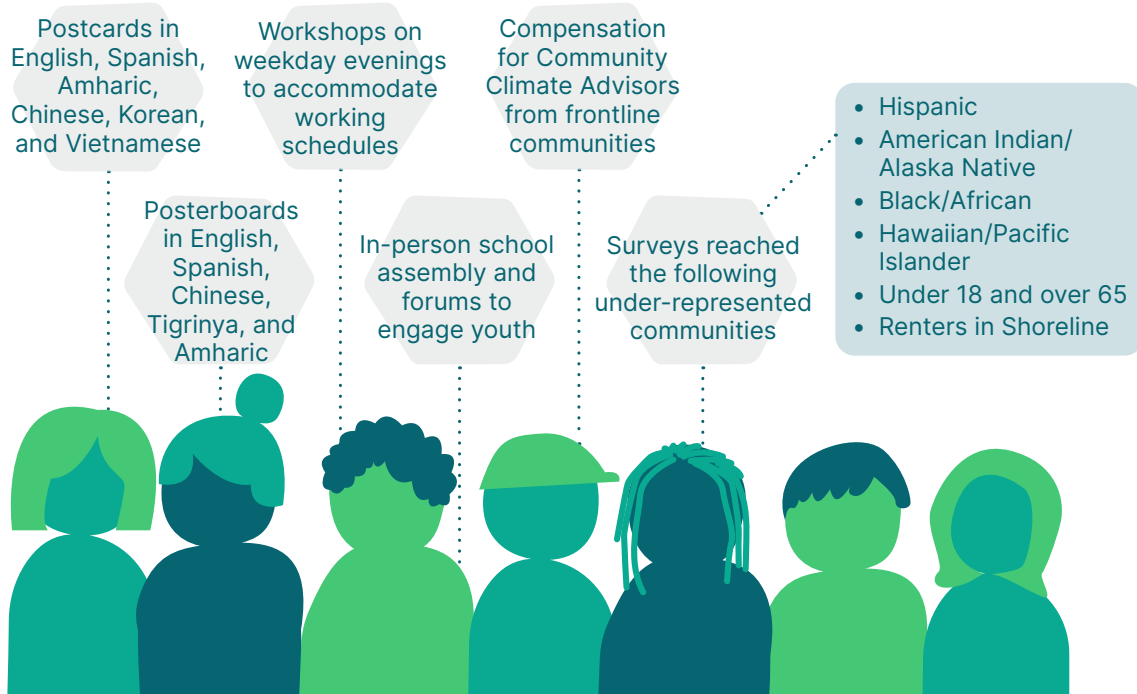 Postcards in
English, Spanish,
Amharic,
Chinese, Korean,
and Vietnamese
Workshops on
weekday evenings
to accommodate
working
schedules
Compensation
for Community
Climate Advisors
from frontline
communities
Posterboards
in English,
Spanish,
Chinese,
Tigrinya, and
Amharic
In-person school
assembly and
forums to
engage youth
Surveys reached
the following
under-represented
communities
• Hispanic
• American Indian/
Alaska Native
• Black/African
• Hawaiian/Pacific
Islander
• Under 18 and over 65
• Renters in Shoreline